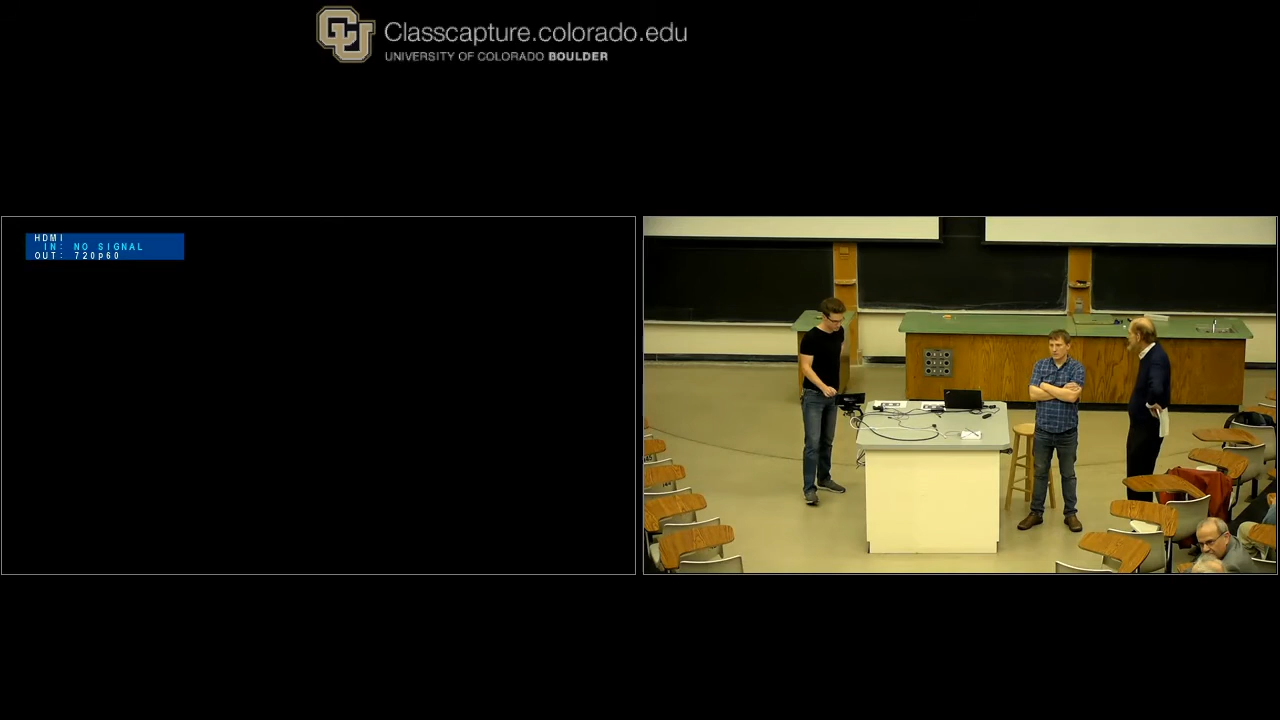 Classcapture.colorado.edu
UNIVERSITY OF COLORADO BOULDER
HDMI
IN: NO SIGNAL
OUT: 720p60